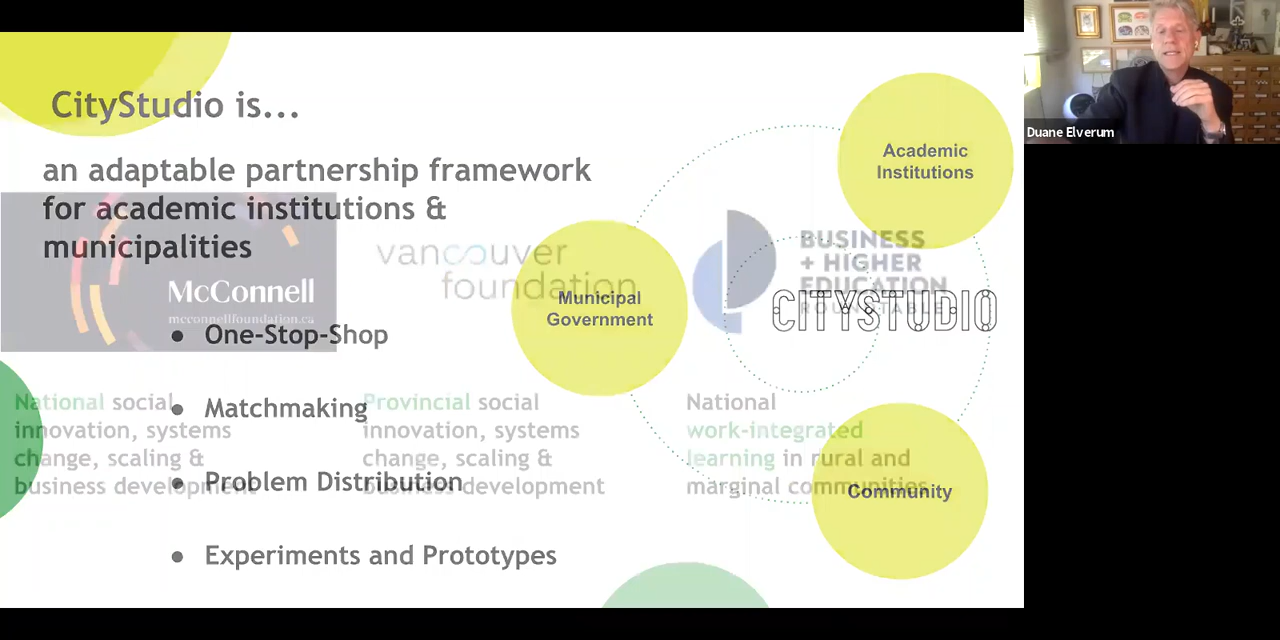 CityStudio is...
an adaptable partnership framework
for academic institutions &
municipalities
One-Stop-Shop
Matchmaking
Problem Distribution
Experiments and Prototypes
Academic
Institutions
Municipal
Government
CITYSTUDIO
Community
McConnell
mcconnellfoundation.ca
vancouver
foundation
BUSINESS
+ HIGHER
EDUCATION
ROUNDTABLE
National social
innovation, systems
change, scaling &
business development
Provincial social
innovation, systems
change, scaling &
business development
National
work-integrated
learning in rural and
marginal communities
Duane Elverum